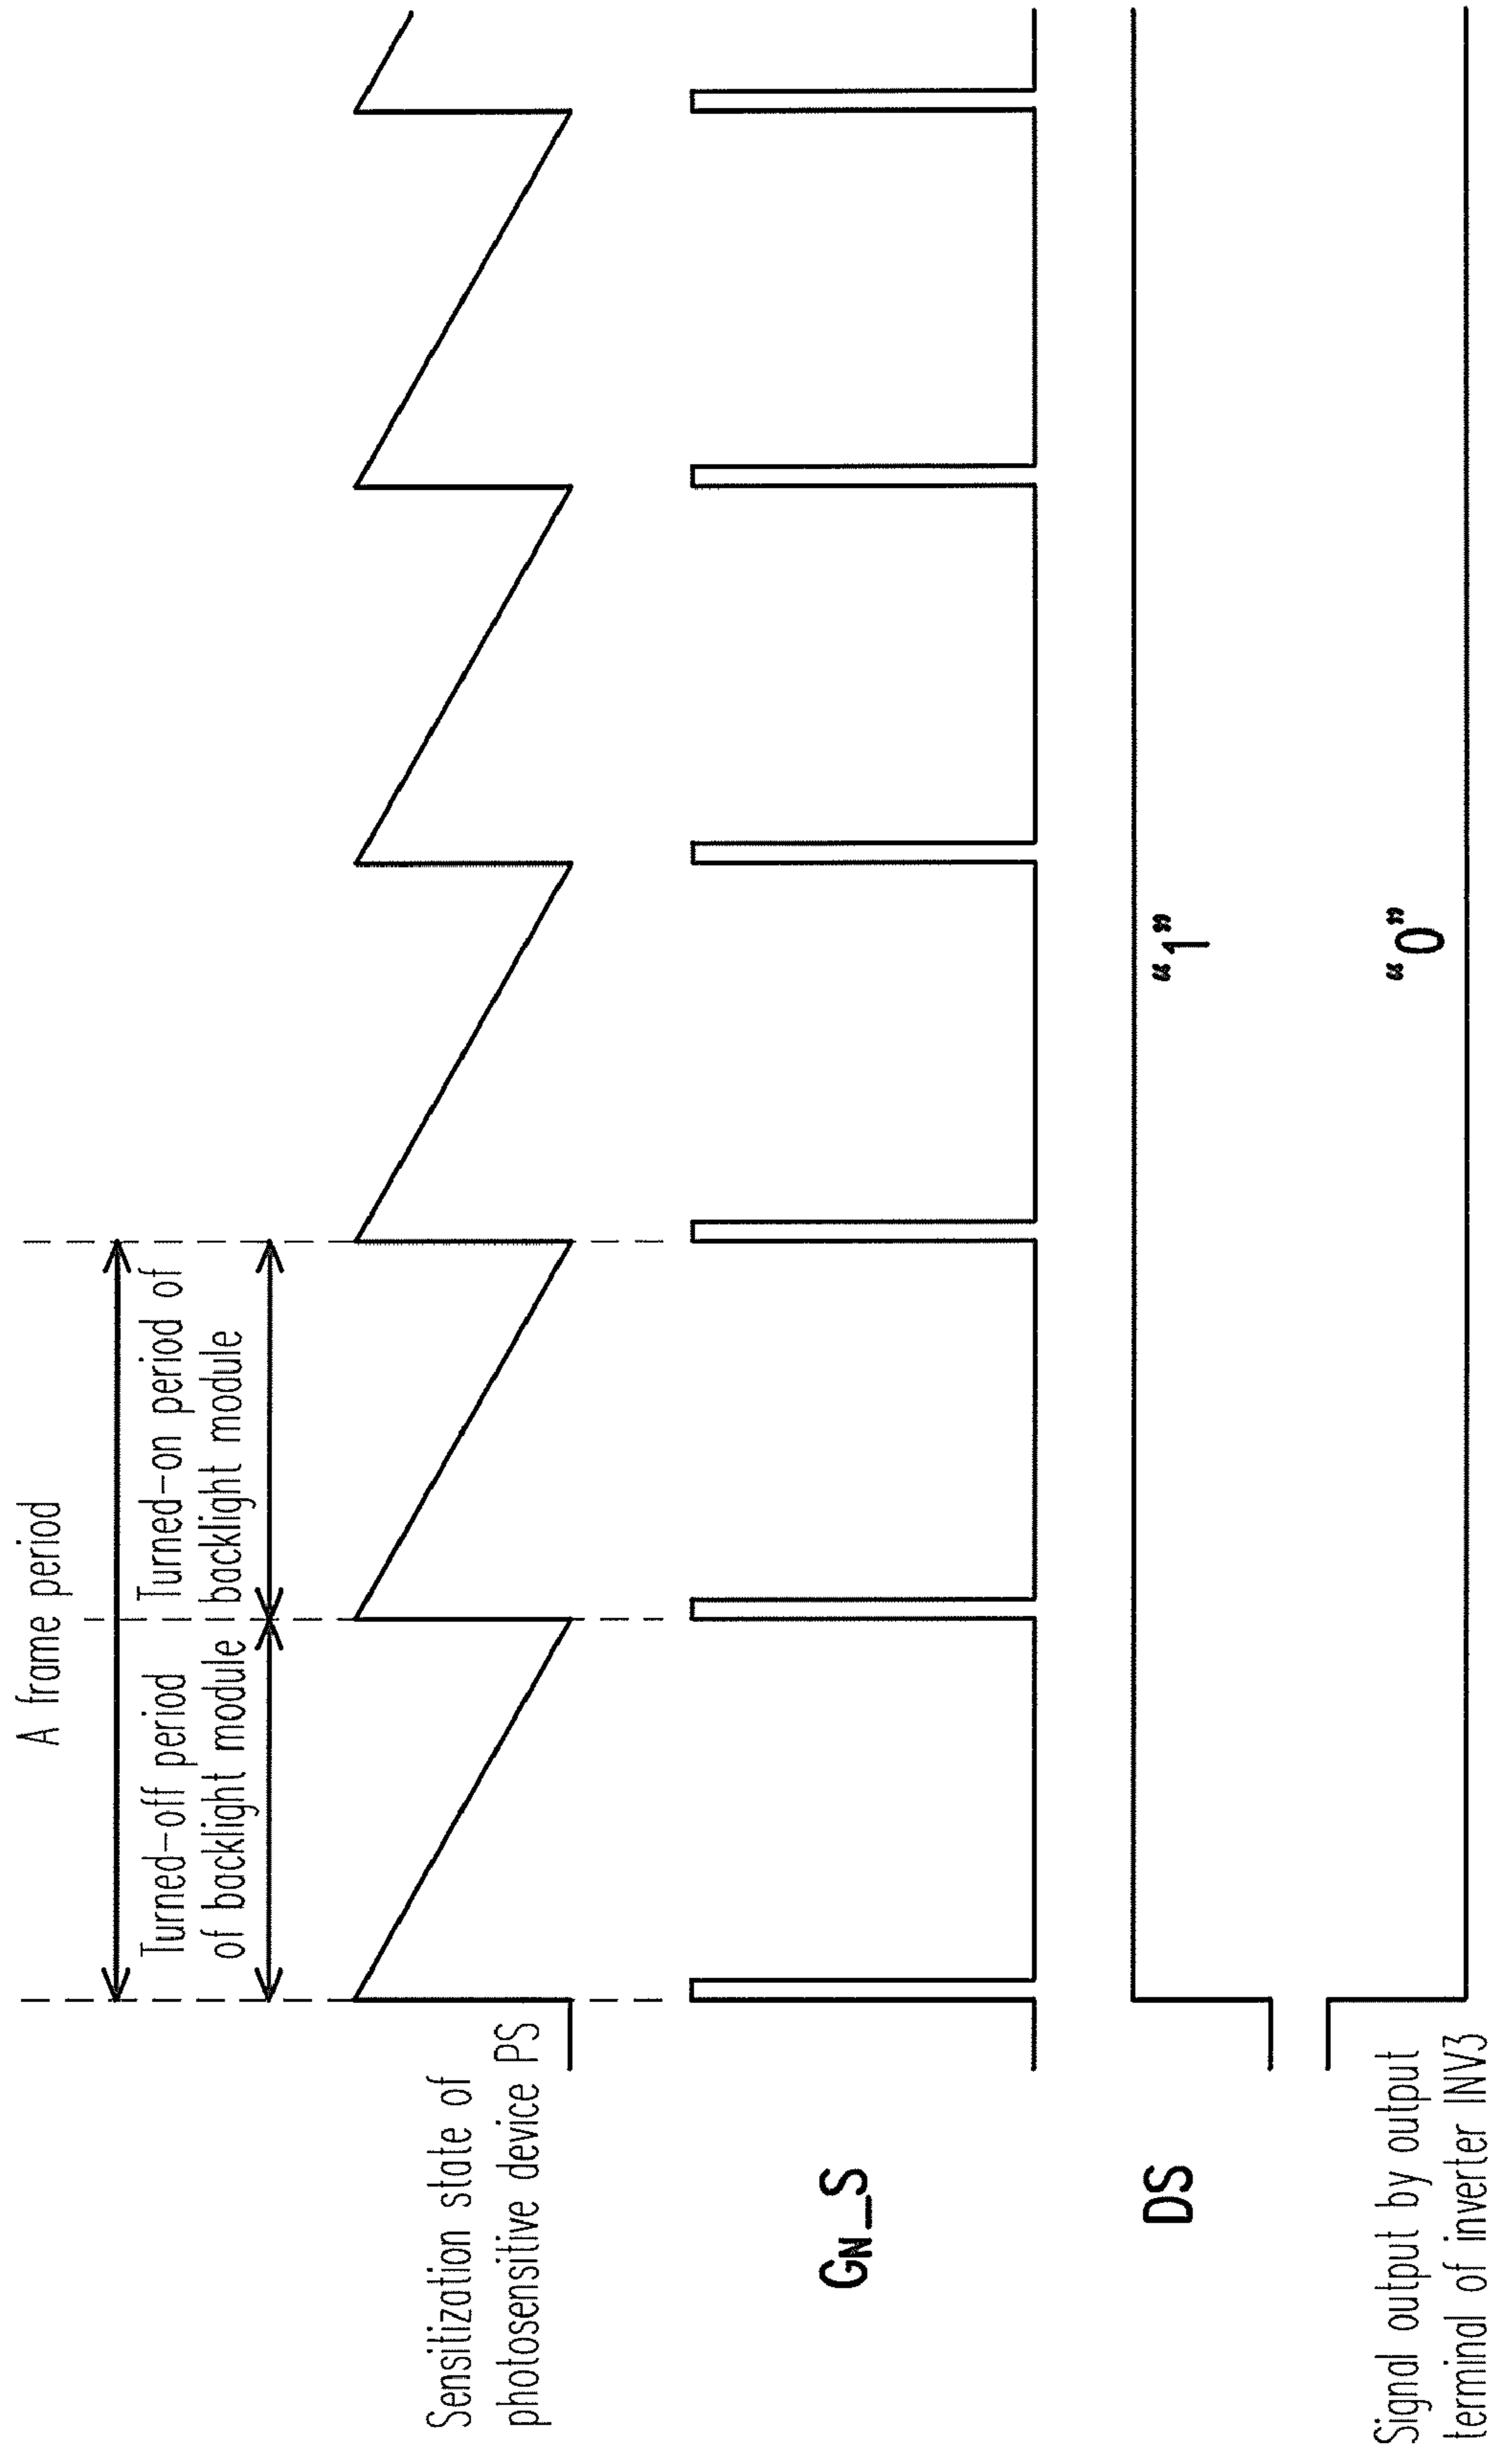 A frame period
Turned-off period
of backlight module
Turned-on period of
backlight module
Sensitization state of
photosensitive device PS
GN_S
DS
"1"
Signal output by output
terminal of inverter INV3
"0"